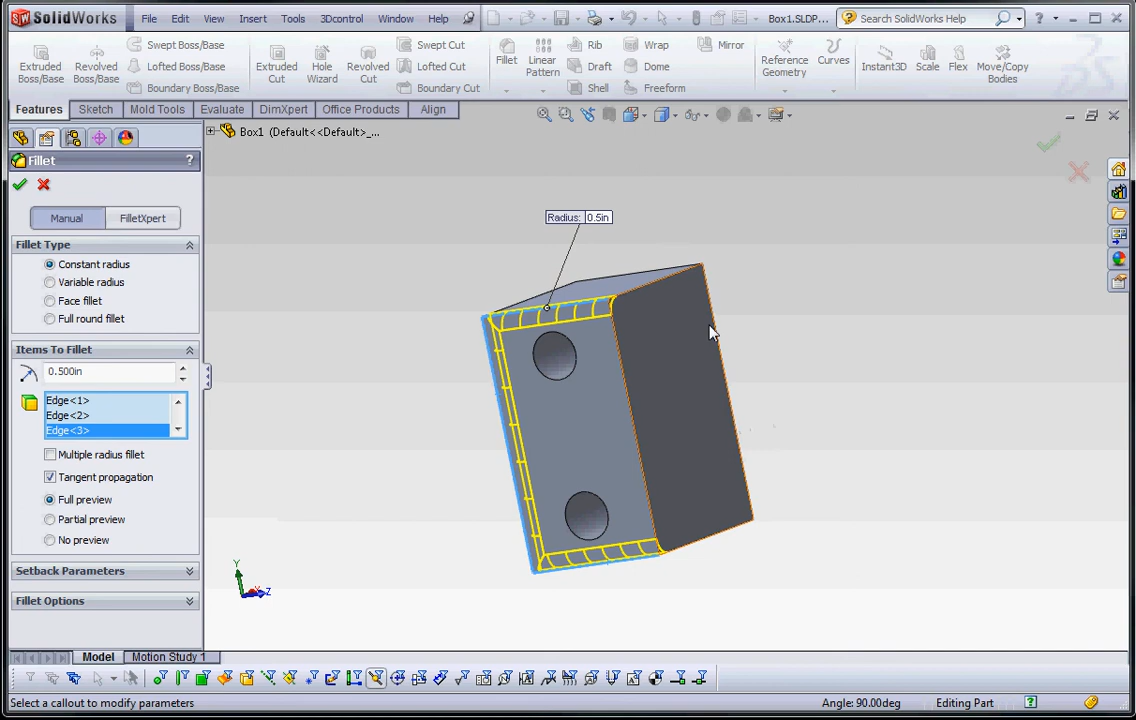 SolidWorks File Edit View Insert Tools 3Dcontrol Window Help Box1.SLDP... Search SolidWorks Help
Extruded Boss/Base
Revolved Boss/Base
Swept Boss/Base
Lofted Boss/Base
Boundary Boss/Base
Extruded Cut
Hole Wizard
Revolved Cut
Swept Cut
Lofted Cut
Boundary Cut
Fillet
Linear Pattern
Rib
Draft
Shell
Wrap
Dome
Freeform
Mirror
Reference Geometry
Curves
Instant3D
Scale
Flex
Move/Copy Bodies
Features Sketch Mold Tools Evaluate DimXpert Office Products Align
Box1 (Default<<Default>_...
Fillet ?
Manual FilletXpert
Fillet Type
Constant radius
Variable radius
Face fillet
Full round fillet
Items To Fillet
0.500in
Edge<1>
Edge<2>
Edge<3>
Multiple radius fillet
Tangent propagation
Full preview
Partial preview
No preview
Setback Parameters
Fillet Options
Radius: 0.5in
Y
Z
Model Motion Study 1
Select a callout to modify parameters Angle: 90.00deg Editing Part